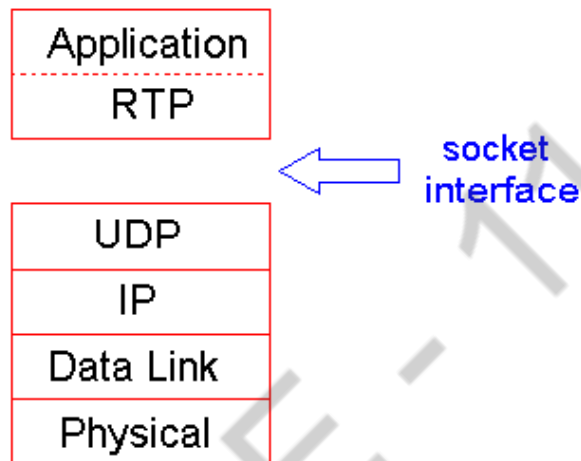 Application
RTP
socket
interface
UDP
IP
Data Link
Physical